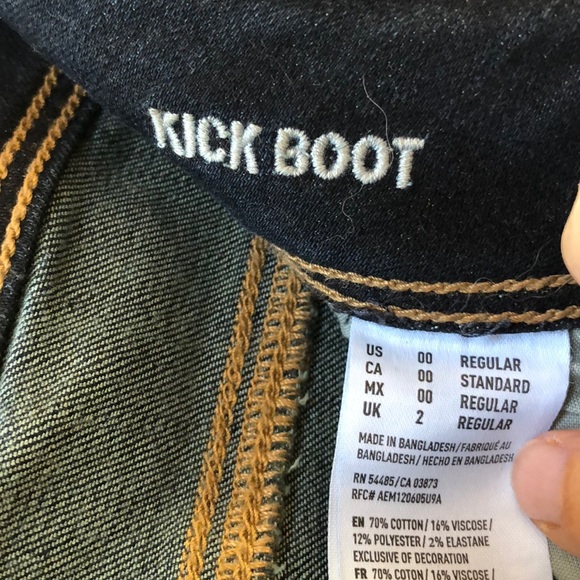 KICK BOOT
US 00 REGULAR
CA 00 STANDARD
MX 00 REGULAR
UK 2 REGULAR
MADE IN BANGLADESH/FABRIQUÉ AU
BANGLADESH/HECHO EN BANGLADESH
RN 54485/CA 03873
RFC# AEM120605U9A
EN 70% COTTON/16% VISCOSE/
12% POLYESTER/2% ELASTANE
EXCLUSIVE OF DECORATION
FR 70% COTON/16% VISCOSE/